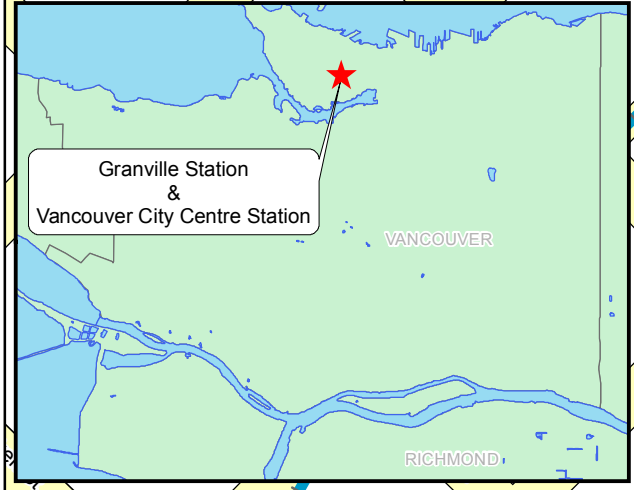 Granville Station
&
Vancouver City Centre Station
VANCOUVER
RICHMOND